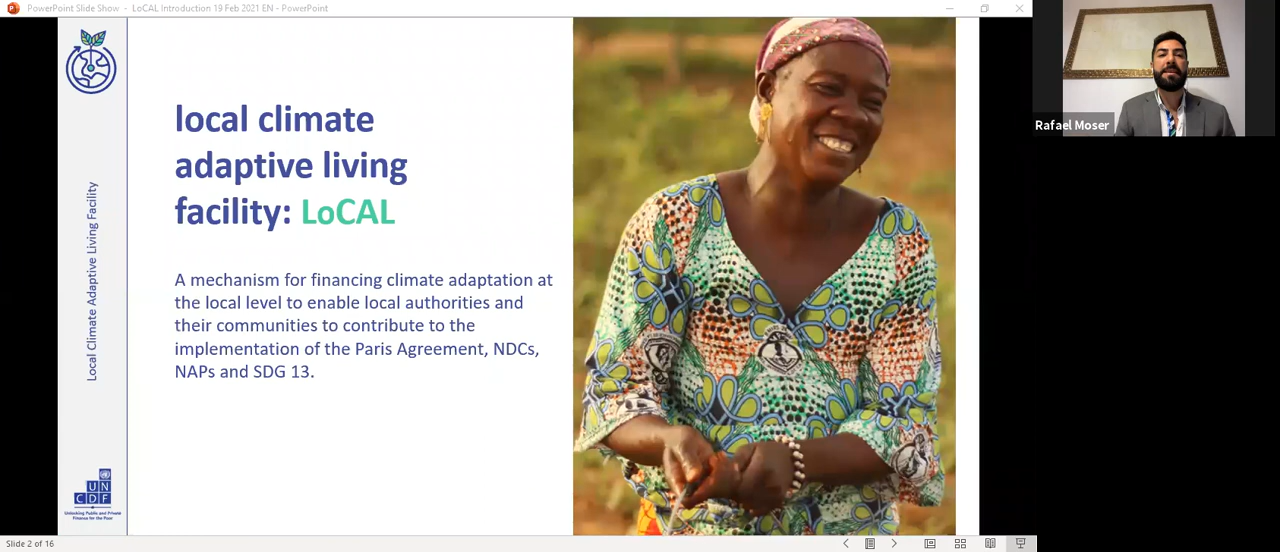 PowerPoint Slide Show - LoCAL Introduction 19 Feb 2021 EN - PowerPoint
local climate
adaptive living
facility: LoCAL
A mechanism for financing climate adaptation at
the local level to enable local authorities and
their communities to contribute to the
implementation of the Paris Agreement, NDCs,
NAPs and SDG 13.
Local Climate Adaptive Living Facility
UN
CDF
Unlocking Public and Private
Finance for the Poor
Rafael Moser
Slide 2 of 16